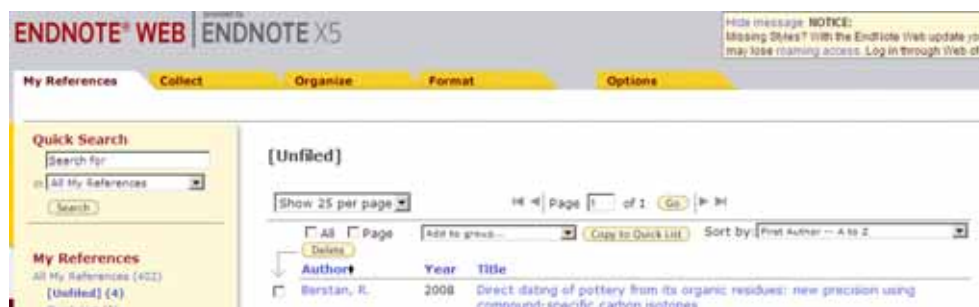 ENDNOTE® WEB | ENDNOTE X5
Hide message NOTICE:
Missing Styles? With the EndNote Web update yo
may lose roaming access. Log in through Web of
My References Collect Organize Format Options
Quick Search
Search for
in All My References
Search
[Unfiled]
Show 25 per page Page 1 of 1 Go
All Page Add to group... Copy to Quick List Sort by: First Author -- A to Z
Delete
My References
All My References (402)
[Unfiled] (4)
Author Year Title
Berstan, R. 2008 Direct dating of pottery from its organic residues: new precision using
compound-specific carbon isotopes